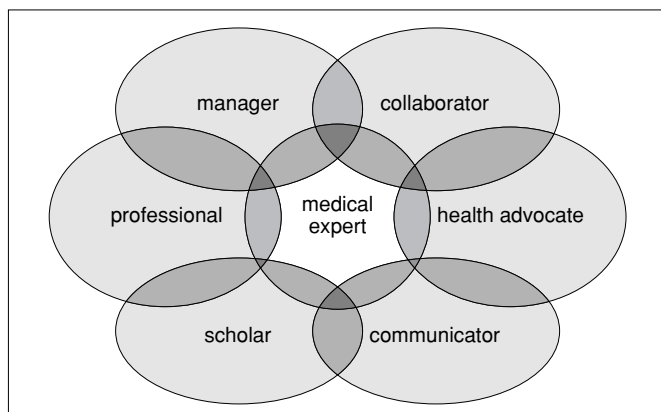 manager
collaborator
professional
medical
expert
health advocate
scholar
communicator